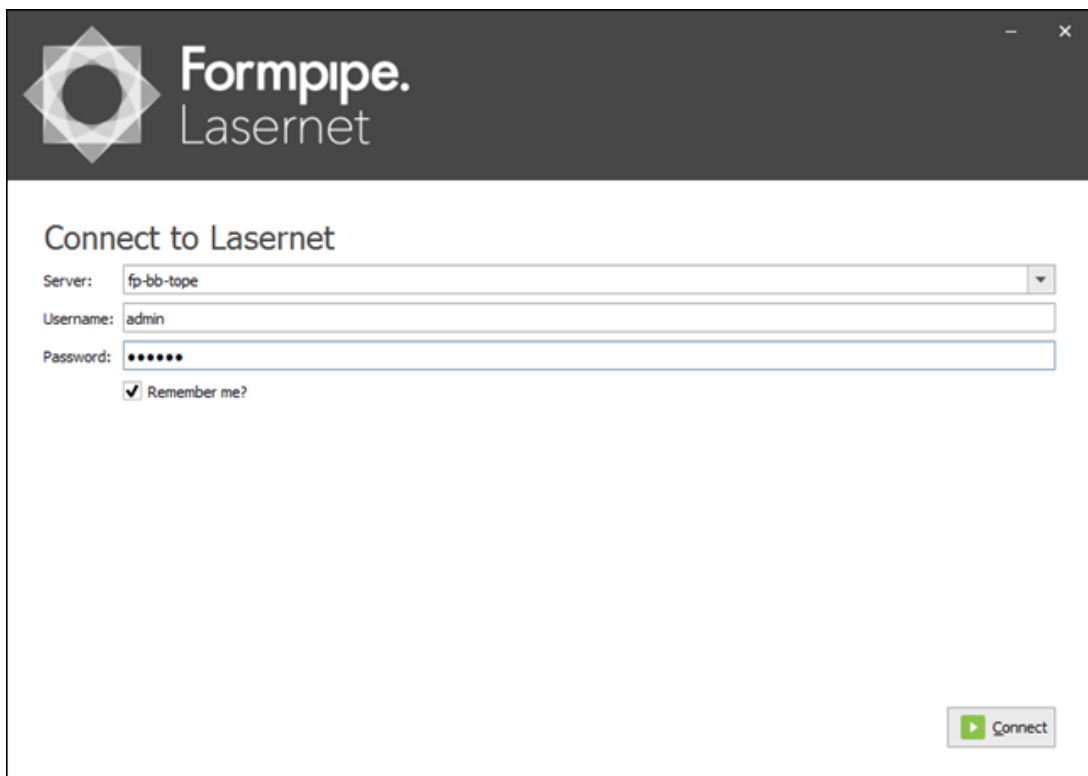 Formpipe.
Lasernet
Connect to Lasernet
Server: fp-bb-tope
Username: admin
Password: ••••••
Remember me?
Connect